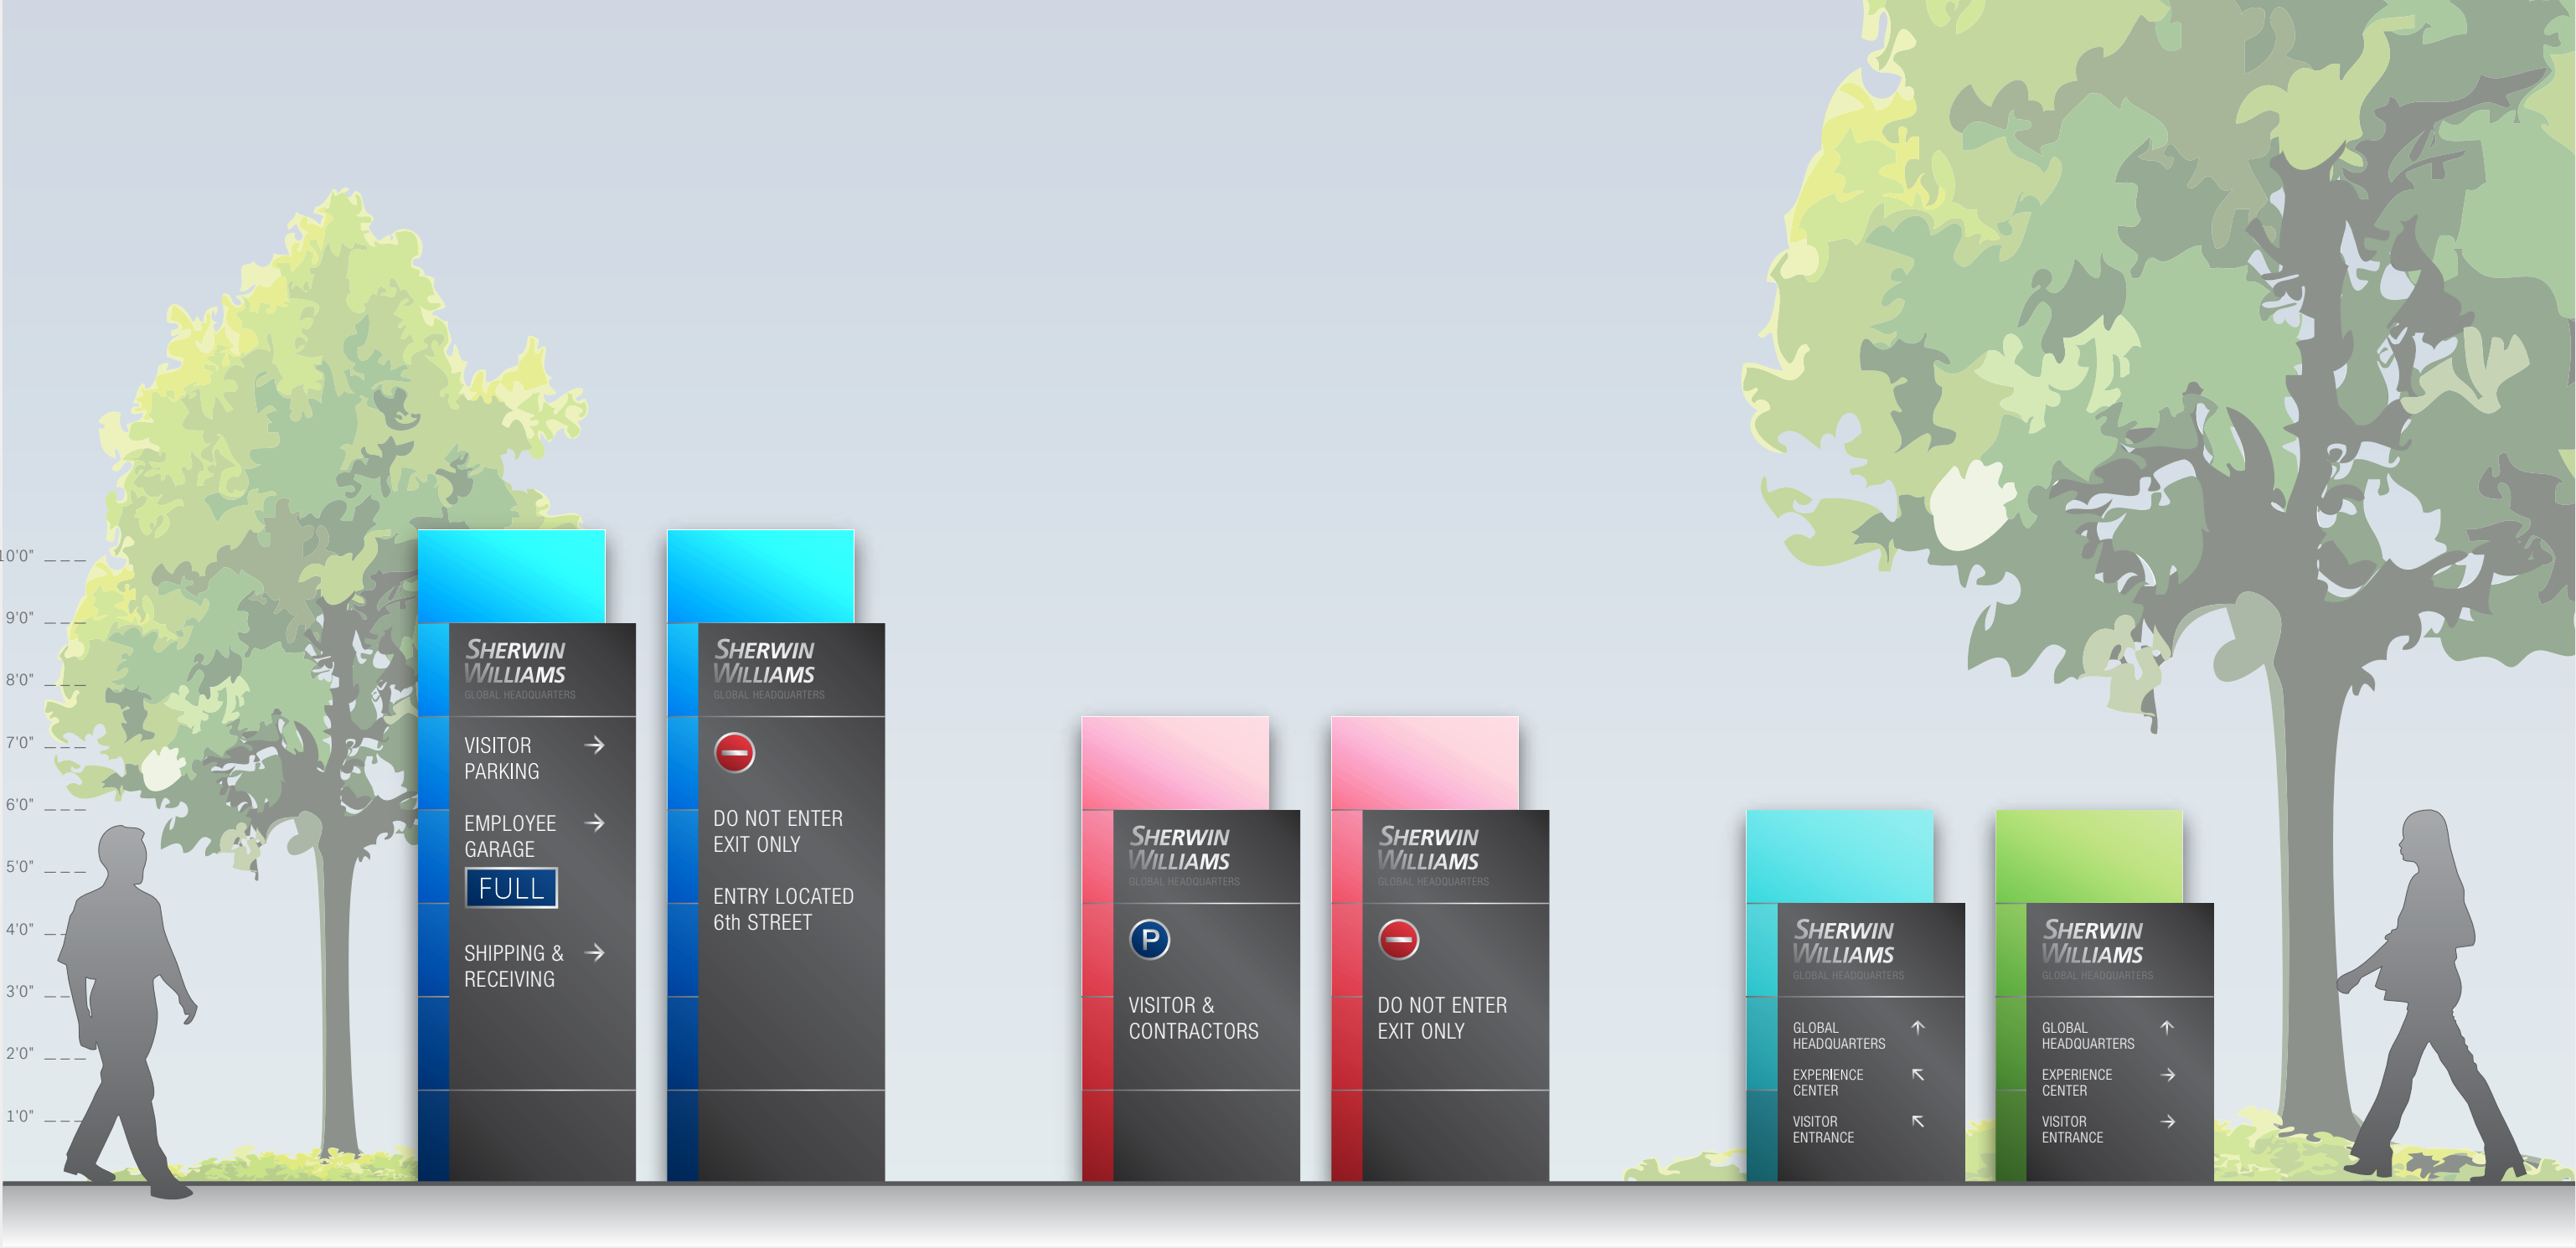 10'0"
9'0"
8'0"
7'0"
6'0"
5'0"
4'0"
3'0"
2'0"
1'0"
SHERWIN
WILLIAMS
GLOBAL HEADQUARTERS
VISITOR
PARKING
EMPLOYEE
GARAGE
FULL
SHIPPING &
RECEIVING
SHERWIN
WILLIAMS
GLOBAL HEADQUARTERS
DO NOT ENTER
EXIT ONLY
ENTRY LOCATED
6th STREET
SHERWIN
WILLIAMS
GLOBAL HEADQUARTERS
P
VISITOR &
CONTRACTORS
SHERWIN
WILLIAMS
GLOBAL HEADQUARTERS
DO NOT ENTER
EXIT ONLY
SHERWIN
WILLIAMS
GLOBAL HEADQUARTERS
GLOBAL
HEADQUARTERS
EXPERIENCE
CENTER
VISITOR
ENTRANCE
SHERWIN
WILLIAMS
GLOBAL HEADQUARTERS
GLOBAL
HEADQUARTERS
EXPERIENCE
CENTER
VISITOR
ENTRANCE